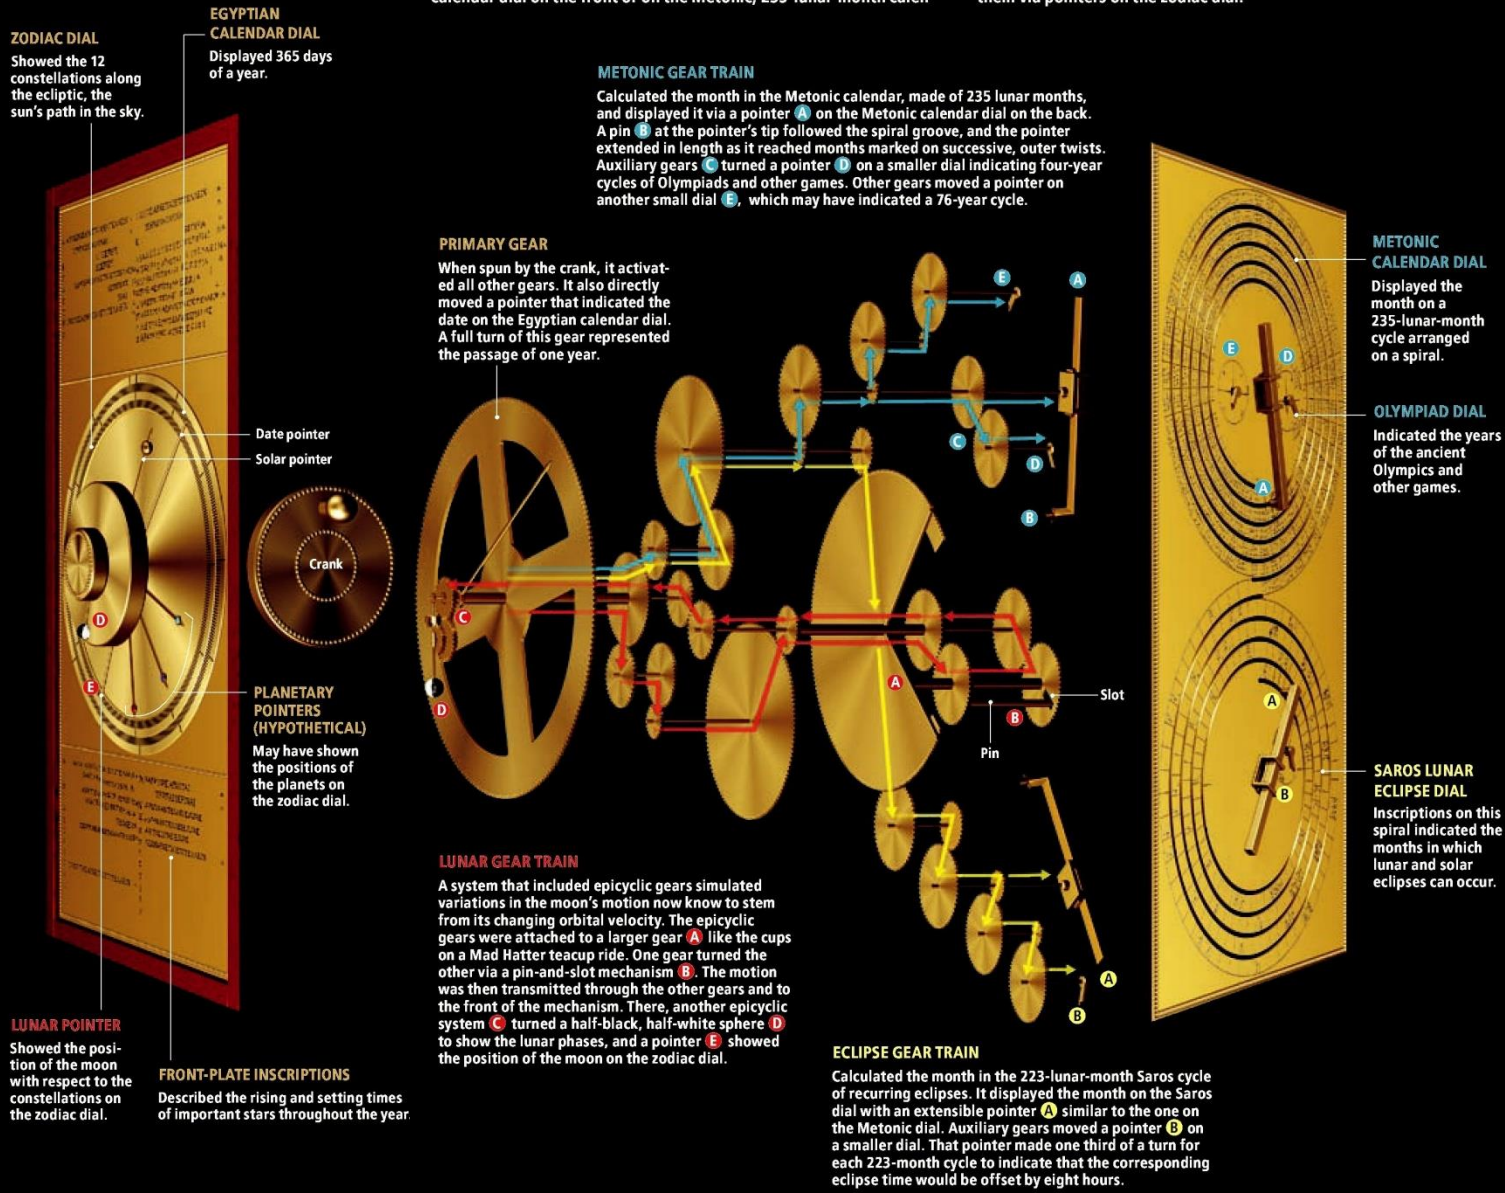 ZODIAC DIAL
Showed the 12
constellations along
the ecliptic, the
sun's path in the sky.
EGYPTIAN
CALENDAR DIAL
Displayed 365 days
of a year.
METONIC GEAR TRAIN
Calculated the month in the Metonic calendar, made of 235 lunar months,
and displayed it via a pointer A on the Metonic calendar dial on the back.
A pin B at the pointer's tip followed the spiral groove, and the pointer
extended in length as it reached months marked on successive, outer twists.
Auxiliary gears C turned a pointer D on a smaller dial indicating four-year
cycles of Olympiads and other games. Other gears moved a pointer on
another small dial E, which may have indicated a 76-year cycle.
PRIMARY GEAR
When spun by the crank, it activat-
ed all other gears. It also directly
moved a pointer that indicated the
date on the Egyptian calendar dial.
A full turn of this gear represented
the passage of one year.
METONIC
CALENDAR DIAL
Displayed the
month on a
235-lunar-month
cycle arranged
on a spiral.
OLYMPIAD DIAL
Indicated the years
of the ancient
Olympics and
other games.
Date pointer
Solar pointer
Crank
E
A
C
D
B
E
D
A
D
E
C
D
A
B
Slot
Pin
A
B
A
B
PLANETARY
POINTERS
(HYPOTHETICAL)
May have shown
the positions of
the planets on
the zodiac dial.
SAROS LUNAR
ECLIPSE DIAL
Inscriptions on this
spiral indicated the
months in which
lunar and solar
eclipses can occur.
LUNAR GEAR TRAIN
A system that included epicyclic gears simulated
variations in the moon's motion now know to stem
from its changing orbital velocity. The epicyclic
gears were attached to a larger gear A like the cups
on a Mad Hatter teacup ride. One gear turned the
other via a pin-and-slot mechanism B. The motion
was then transmitted through the other gears and to
the front of the mechanism. There, another epicyclic
system C turned a half-black, half-white sphere D
to show the lunar phases, and a pointer E showed
the position of the moon on the zodiac dial.
LUNAR POINTER
Showed the posi-
tion of the moon
with respect to the
constellations on
the zodiac dial.
FRONT-PLATE INSCRIPTIONS
Described the rising and setting times
of important stars throughout the year.
ECLIPSE GEAR TRAIN
Calculated the month in the 223-lunar-month Saros cycle
of recurring eclipses. It displayed the month on the Saros
dial with an extensible pointer A similar to the one on
the Metonic dial. Auxiliary gears moved a pointer B on
a smaller dial. That pointer made one third of a turn for
each 223-month cycle to indicate that the corresponding
eclipse time would be offset by eight hours.